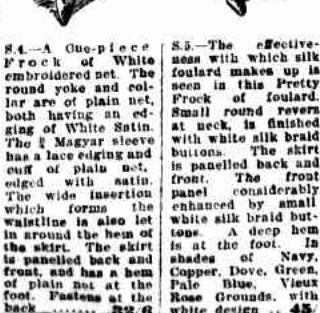 S.4.—A One-piece
Frock of White
embroidered net. The
round yoke and col-
lar are of plain net,
both having an ed-
ging of White Satin.
The ¾ Magyar sleeve
has a lace edging and
cuff of plain net,
edged with satin.
The wide insertion
which forms the
waistline is also let
in around the hem of
the skirt. The skirt
is panelled back and
front, and has a hem
of plain net at the
foot. Fastens at the
back ........ 32/6
S.5.—The effective-
ness with which silk
foulard makes up is
seen in this Pretty
Frock of foulard.
Small round revers
at neck, is finished
with white silk braid
buttons. The skirt
is panelled back and
front. The front
panel considerably
enhanced by small
white silk braid but-
tons. A deep hem
is at the foot. In
shades of Navy,
Copper, Dove, Green,
Pale Blue, Vieux
Rose Grounds, with
white design .. 45/